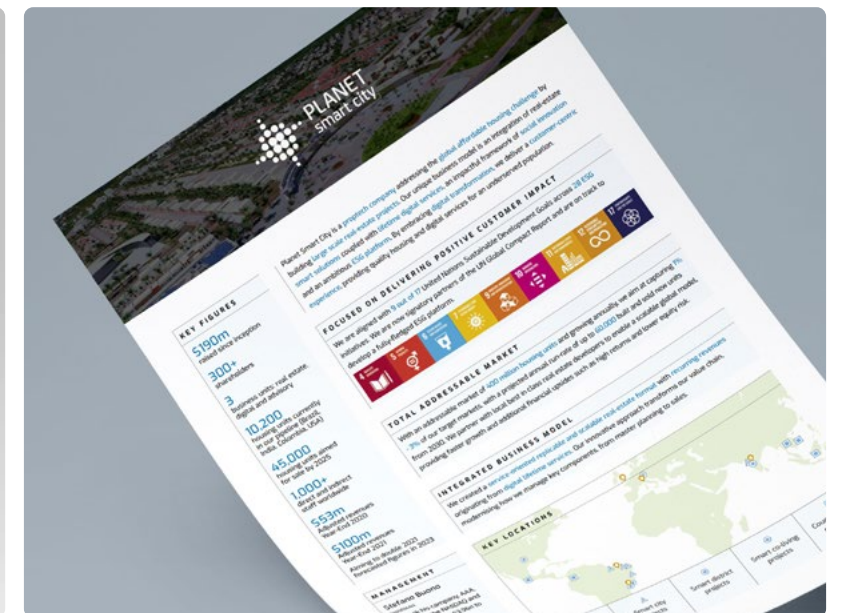 PLANET
smart city
Planet Smart City is a proptech company addressing the global affordable housing challenge by
building large scale real-estate projects. Our unique business model is an integration of real-estate
smart solutions coupled with lifetime digital services, an impactful framework of social innovation
and an ambitious ESG platform. By embracing digital transformation, we deliver a customer-centric
experience, providing quality housing and digital services for an underserved population.
KEY FIGURES
$190m
raised since inception
300+
shareholders
3
business units: real estate,
digital and advisory
10,200
housing units currently
in our pipeline (Brazil,
India, Colombia, USA)
45,000
housing units aimed
for sale by 2025
1,000+
direct and indirect
staff worldwide
$53m
Adjusted revenues
Year-End 2020
$100m
Adjusted revenues
Year-End 2021
Aiming to double 2021
forecasted figures in 2023
MANAGEMENT
Stefano Buono
FOCUSED ON DELIVERING POSITIVE CUSTOMER IMPACT
We are aligned with 9 out of 17 United Nations Sustainable Development Goals across 28 ESG
initiatives. We are now signatory partners of the UN Global Compact Report and are on track to
develop a fully-fledged ESG platform.
4
5
6
7
9
10
11
12
17
TOTAL ADDRESSABLE MARKET
With an addressable market of 400 million housing units and growing annually, we aim at capturing 1%
- 3% of our target markets, with a projected annual run-rate of up to 60,000 built and sold new units
from 2030. We partner with local best in class real estate developers to enable a scalable global model,
providing faster growth and additional financial upsides such as high returns and lower equity risk.
INTEGRATED BUSINESS MODEL
We created a service-oriented replicable and scalable real-estate format with recurring revenues
originating from digital lifetime services. Our innovative approach transforms our value chain,
modernising how we manage key components, from master planning to sales.
KEY LOCATIONS
Smart city
projects
Smart district
projects
Smart co-living
projects